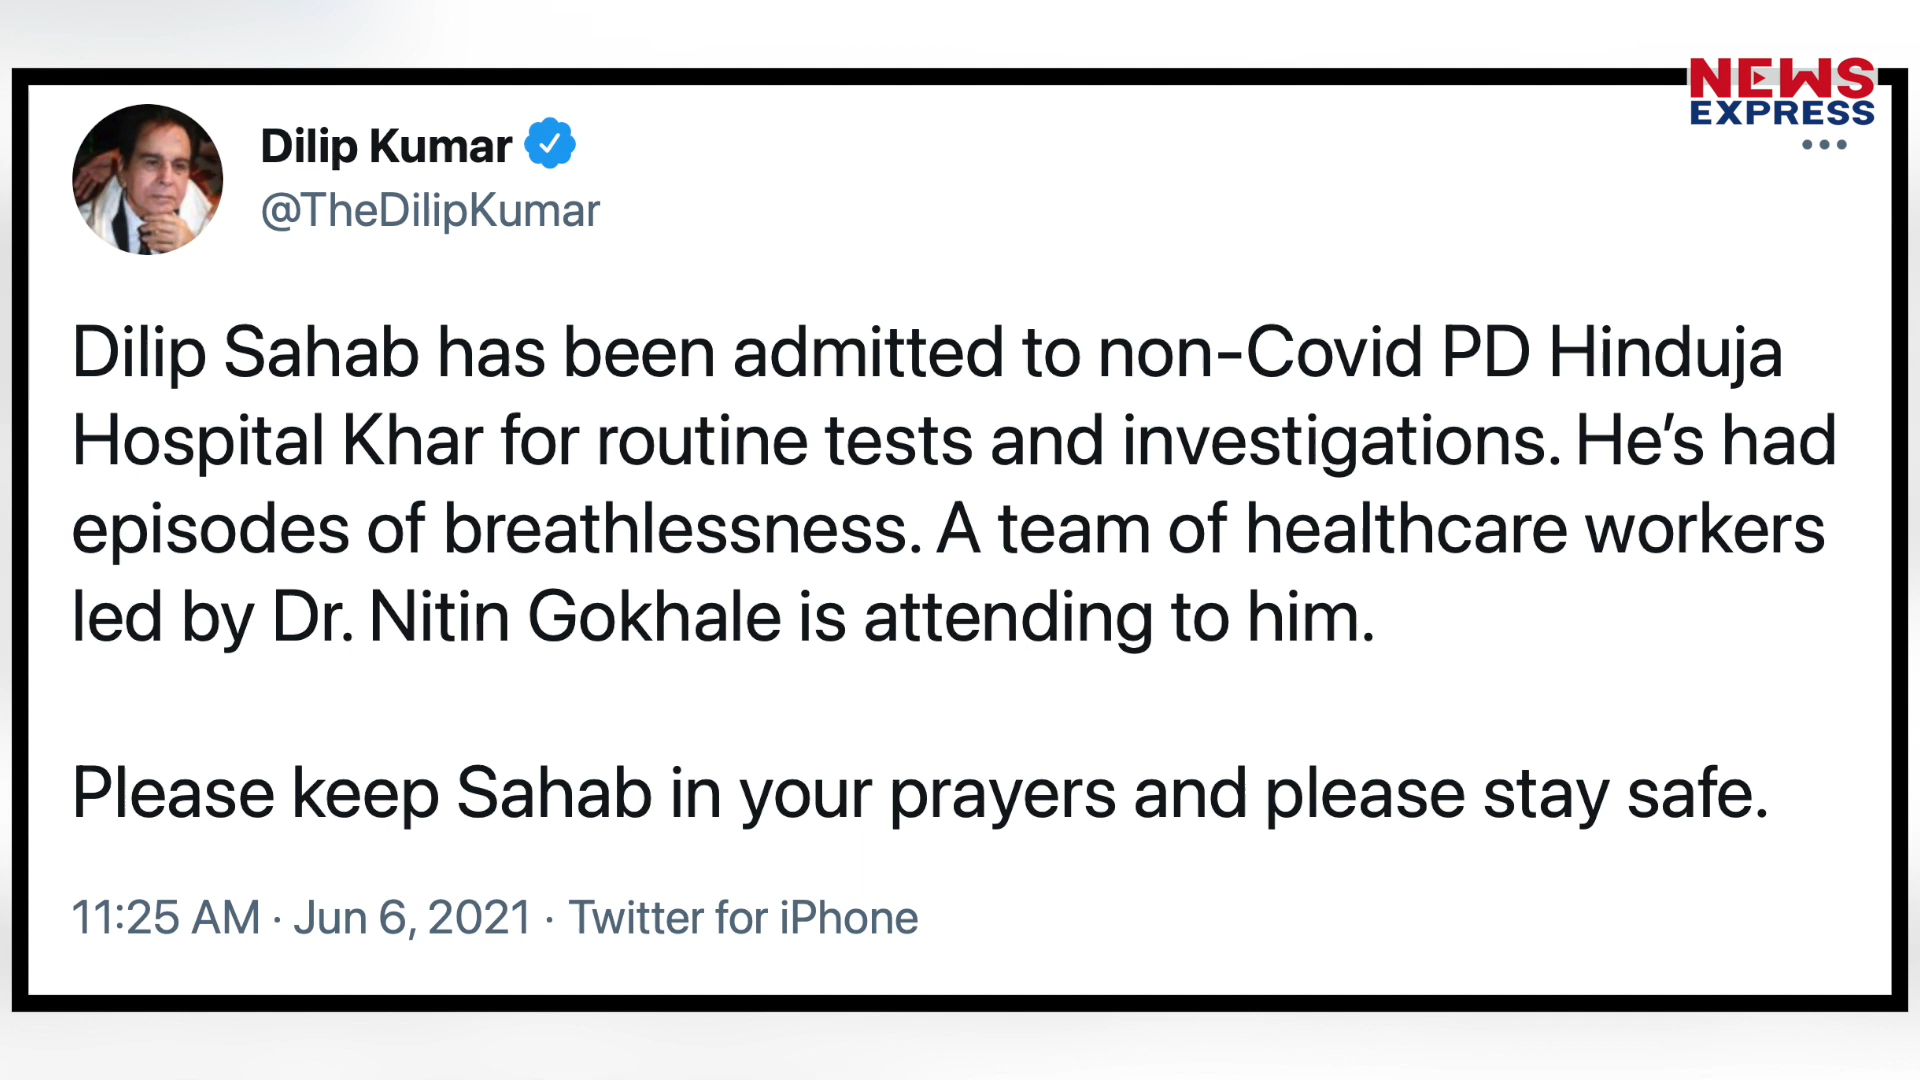 NEWS
EXPRESS
Dilip Kumar
@TheDilipKumar
Dilip Sahab has been admitted to non-Covid PD Hinduja
Hospital Khar for routine tests and investigations. He’s had
episodes of breathlessness. A team of healthcare workers
led by Dr. Nitin Gokhale is attending to him.
Please keep Sahab in your prayers and please stay safe.
11:25 AM · Jun 6, 2021 · Twitter for iPhone